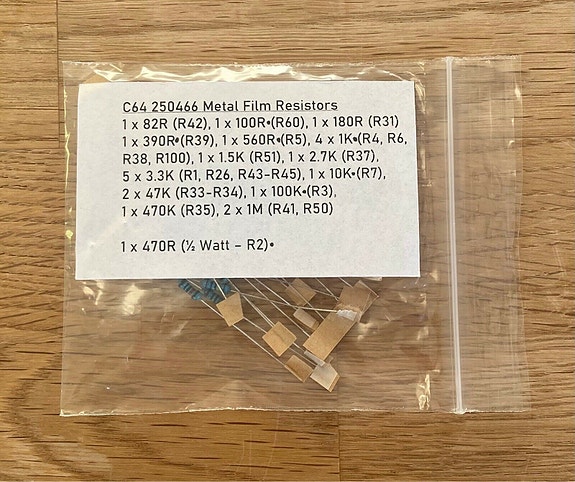 C64 250466 Metal Film Resistors
1 x 82R (R42), 1 x 100R•(R60), 1 x 180R (R31)
1 x 390R•(R39), 1 x 560R•(R5), 4 x 1K•(R4, R6,
R38, R100), 1 x 1.5K (R51), 1 x 2.7K (R37),
5 x 3.3K (R1, R26, R43-R45), 1 x 10K•(R7),
2 x 47K (R33-R34), 1 x 100K•(R3),
1 x 470K (R35), 2 x 1M (R41, R50)
1 x 470R (½ Watt – R2)•